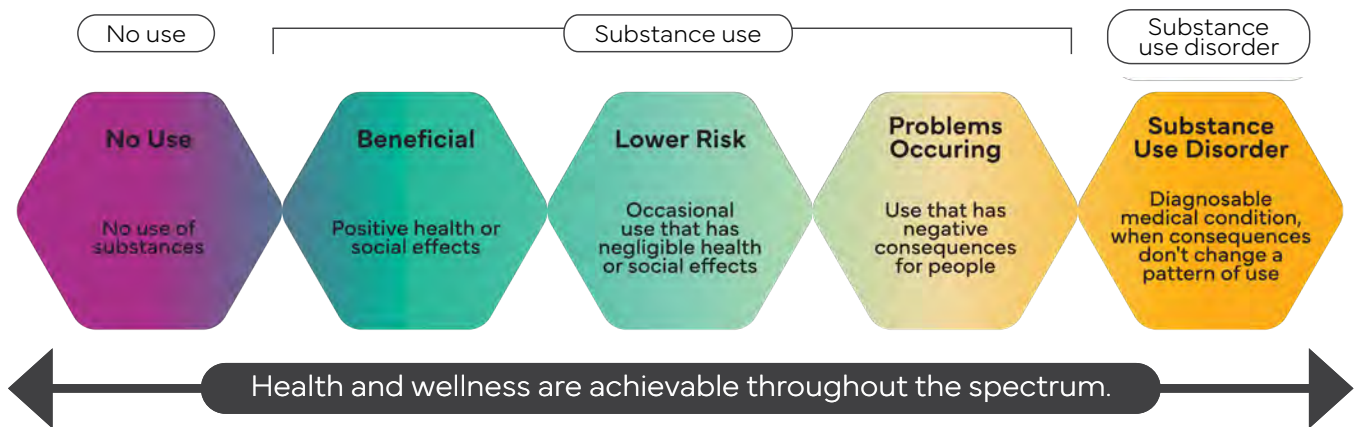 No use
Substance use
Substance
use disorder
No Use
No use of
substances
Beneficial
Positive health or
social effects
Lower Risk
Occasional
use that has
negligible health
or social effects
Problems
Occuring
Use that has
negative
consequences
for people
Substance
Use Disorder
Diagnosable
medical condition,
when consequences
don't change a
pattern of use
Health and wellness are achievable throughout the spectrum.